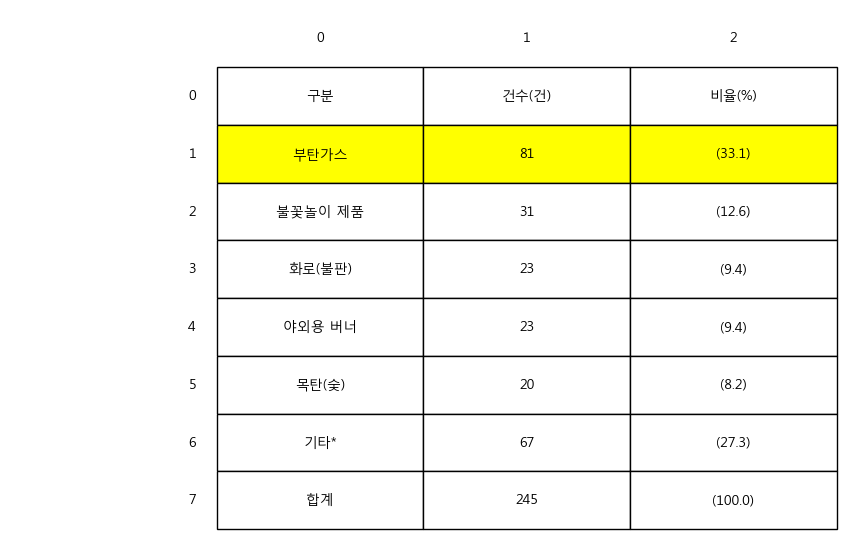 0 1 2
0 구분 건수(건) 비율(%)
1 부탄가스 81 (33.1)
2 불꽃놀이 제품 31 (12.6)
3 화로(불판) 23 (9.4)
4 야외용 버너 23 (9.4)
5 목탄(숯) 20 (8.2)
6 기타* 67 (27.3)
7 합계 245 (100.0)